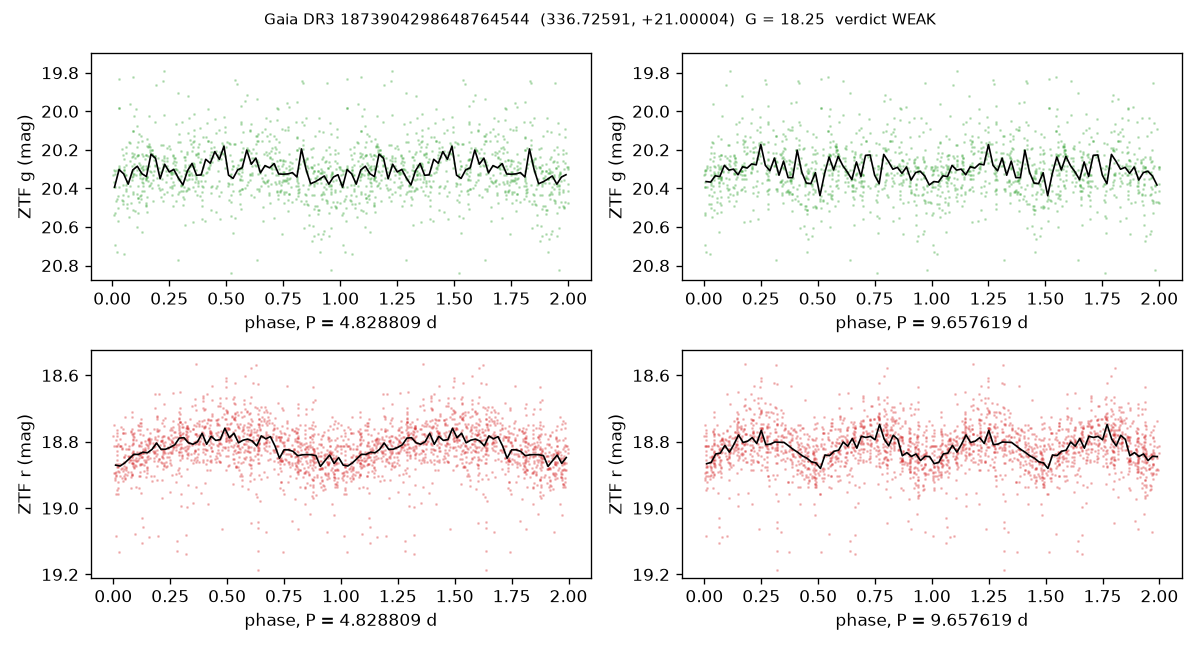 Gaia DR3 1873904298648764544  (336.72591, +21.00004)  G = 18.25  verdict WEAK
ZTF g (mag)
19.8
20.0
20.2
20.4
20.6
20.8
0.00 0.25 0.50 0.75 1.00 1.25 1.50 1.75 2.00
phase, P = 4.828809 d
ZTF g (mag)
19.8
20.0
20.2
20.4
20.6
20.8
0.00 0.25 0.50 0.75 1.00 1.25 1.50 1.75 2.00
phase, P = 9.657619 d
ZTF r (mag)
18.6
18.8
19.0
19.2
0.00 0.25 0.50 0.75 1.00 1.25 1.50 1.75 2.00
phase, P = 4.828809 d
ZTF r (mag)
18.6
18.8
19.0
19.2
0.00 0.25 0.50 0.75 1.00 1.25 1.50 1.75 2.00
phase, P = 9.657619 d